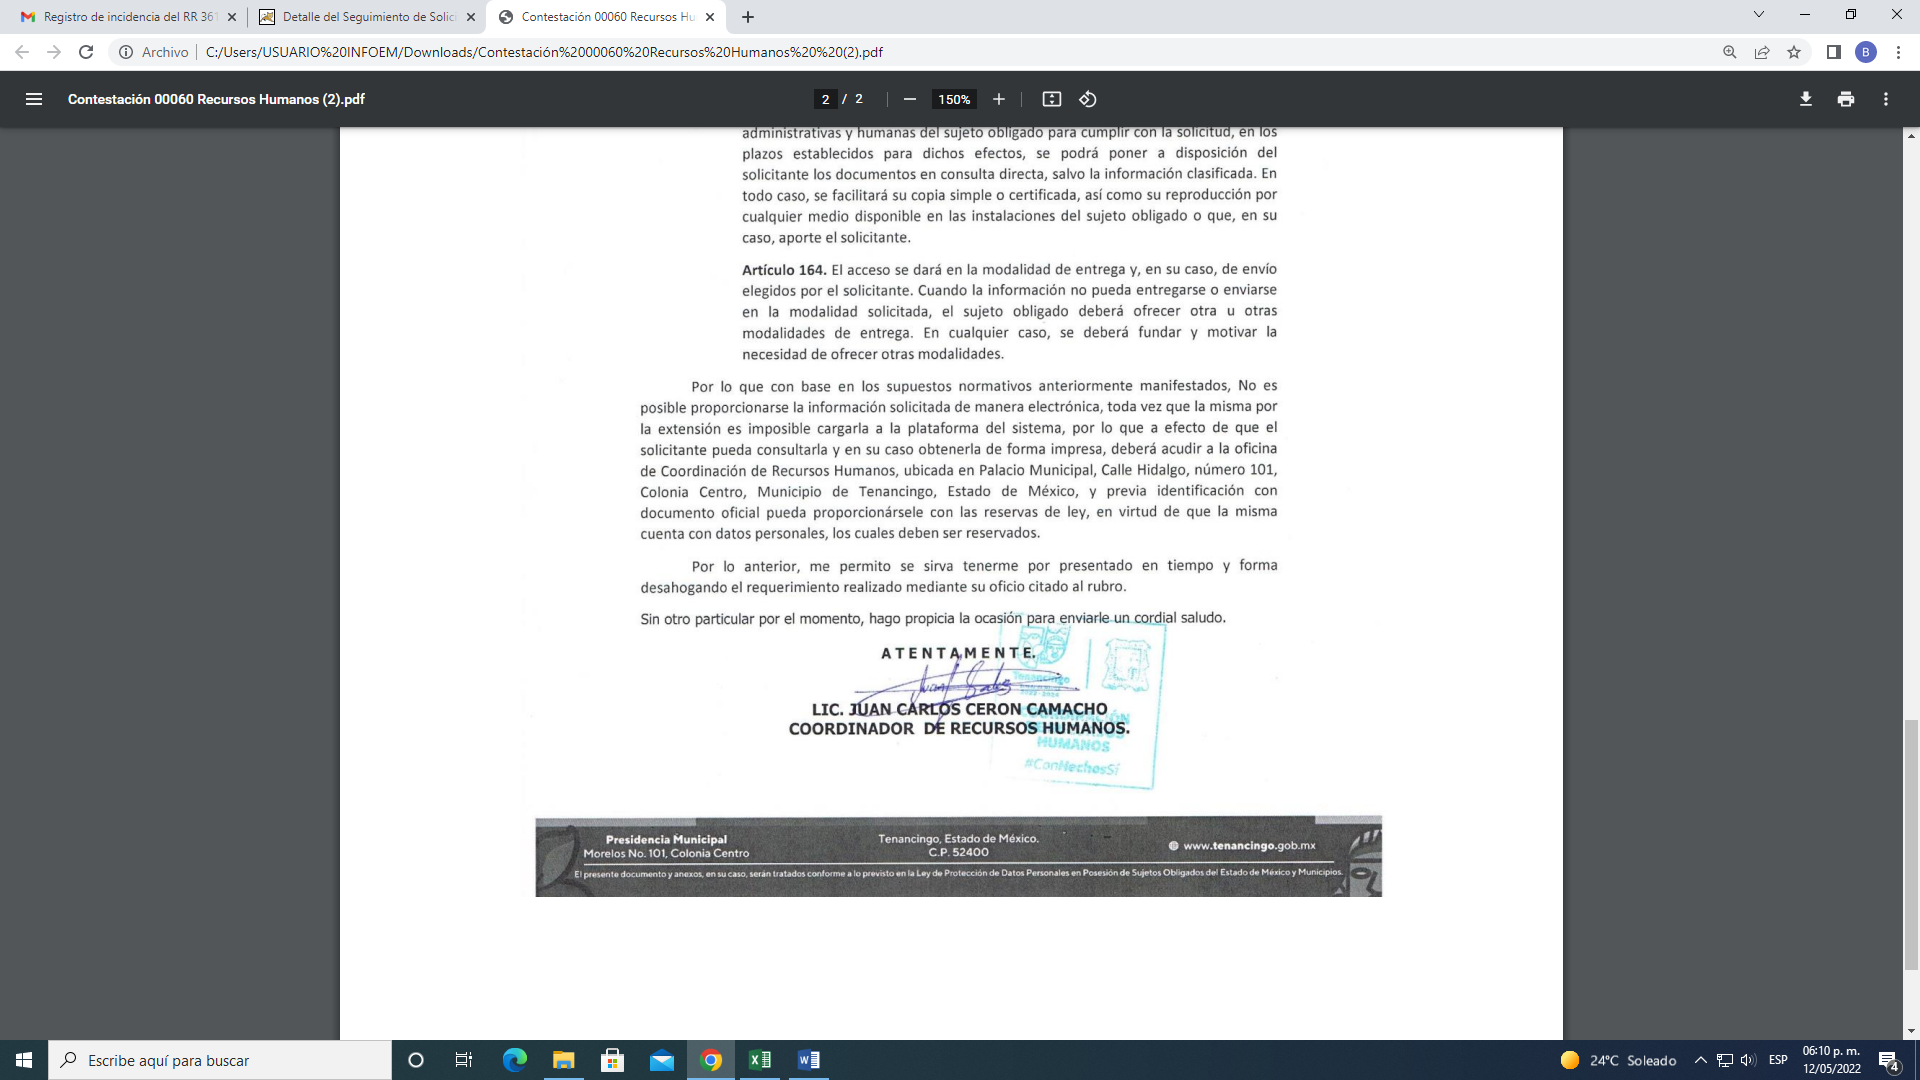 Registro de incidencia del RR 361
Detalle del Seguimiento de Solici
Contestación 00060 Recursos Hu
Archivo
C:/Users/USUARIO%20INFOEM/Downloads/Contestación%2000060%20Recursos%20Humanos%20%20(2).pdf
B
Contestación 00060 Recursos Humanos (2).pdf
2 / 2
150%
administrativas y humanas del sujeto obligado para cumplir con la solicitud, en los
plazos establecidos para dichos efectos, se podrá poner a disposición del
solicitante los documentos en consulta directa, salvo la información clasificada. En
todo caso, se facilitará su copia simple o certificada, así como su reproducción por
cualquier medio disponible en las instalaciones del sujeto obligado o que, en su
caso, aporte el solicitante.
Artículo 164. El acceso se dará en la modalidad de entrega y, en su caso, de envío
elegidos por el solicitante. Cuando la información no pueda entregarse o enviarse
en la modalidad solicitada, el sujeto obligado deberá ofrecer otra u otras
modalidades de entrega. En cualquier caso, se deberá fundar y motivar la
necesidad de ofrecer otras modalidades.
Por lo que con base en los supuestos normativos anteriormente manifestados, No es
posible proporcionarse la información solicitada de manera electrónica, toda vez que la misma por
la extensión es imposible cargarla a la plataforma del sistema, por lo que a efecto de que el
solicitante pueda consultarla y en su caso obtenerla de forma impresa, deberá acudir a la oficina
de Coordinación de Recursos Humanos, ubicada en Palacio Municipal, Calle Hidalgo, número 101,
Colonia Centro, Municipio de Tenancingo, Estado de México, y previa identificación con
documento oficial pueda proporcionársele con las reservas de ley, en virtud de que la misma
cuenta con datos personales, los cuales deben ser reservados.
Por lo anterior, me permito se sirva tenerme por presentado en tiempo y forma
desahogando el requerimiento realizado mediante su oficio citado al rubro.
Sin otro particular por el momento, hago propicia la ocasión para enviarle un cordial saludo.
A T E N T A M E N T E.
Tenancingo
LIC. JUAN CARLOS CERON CAMACHO
COORDINADOR DE RECURSOS HUMANOS.
COORDINACIÓN
HUMANOS
#ConHechosSí
Presidencia Municipal
Morelos No. 101, Colonia Centro
Tenancingo, Estado de México.
C.P. 52400
www.tenancingo.gob.mx
El presente documento y anexos, en su caso, serán tratados conforme a lo previsto en la Ley de Protección de Datos Personales en Posesión de Sujetos Obligados del Estado de México y Municipios.
Escribe aquí para buscar
24°C Soleado
ESP
06:10 p. m.
12/05/2022
4